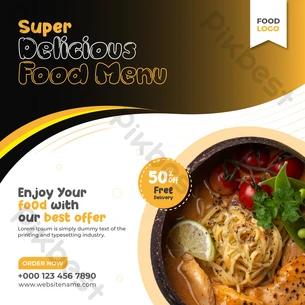 Super
Delicious
Food Menu
FOOD
LOGO
50%
Off
Free
Delivery
Enjoy Your
food with
our best offer
Lorem Ipsum is simply dummy text of the
printing and typesetting industry.
ORDER NOW
+000 123 456 7890
www.websitename.com
pikbest